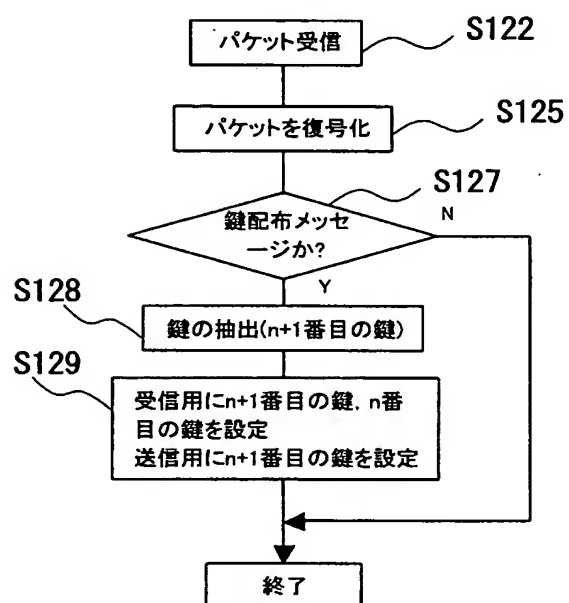 パケット受信
S122
パケットを復号化
S125
S127
鍵配布メッセ
ージか?
N
Y
S128
鍵の抽出(n+1番目の鍵)
S129
受信用にn+1番目の鍵, n番
目の鍵を設定
送信用にn+1番目の鍵を設定
終了